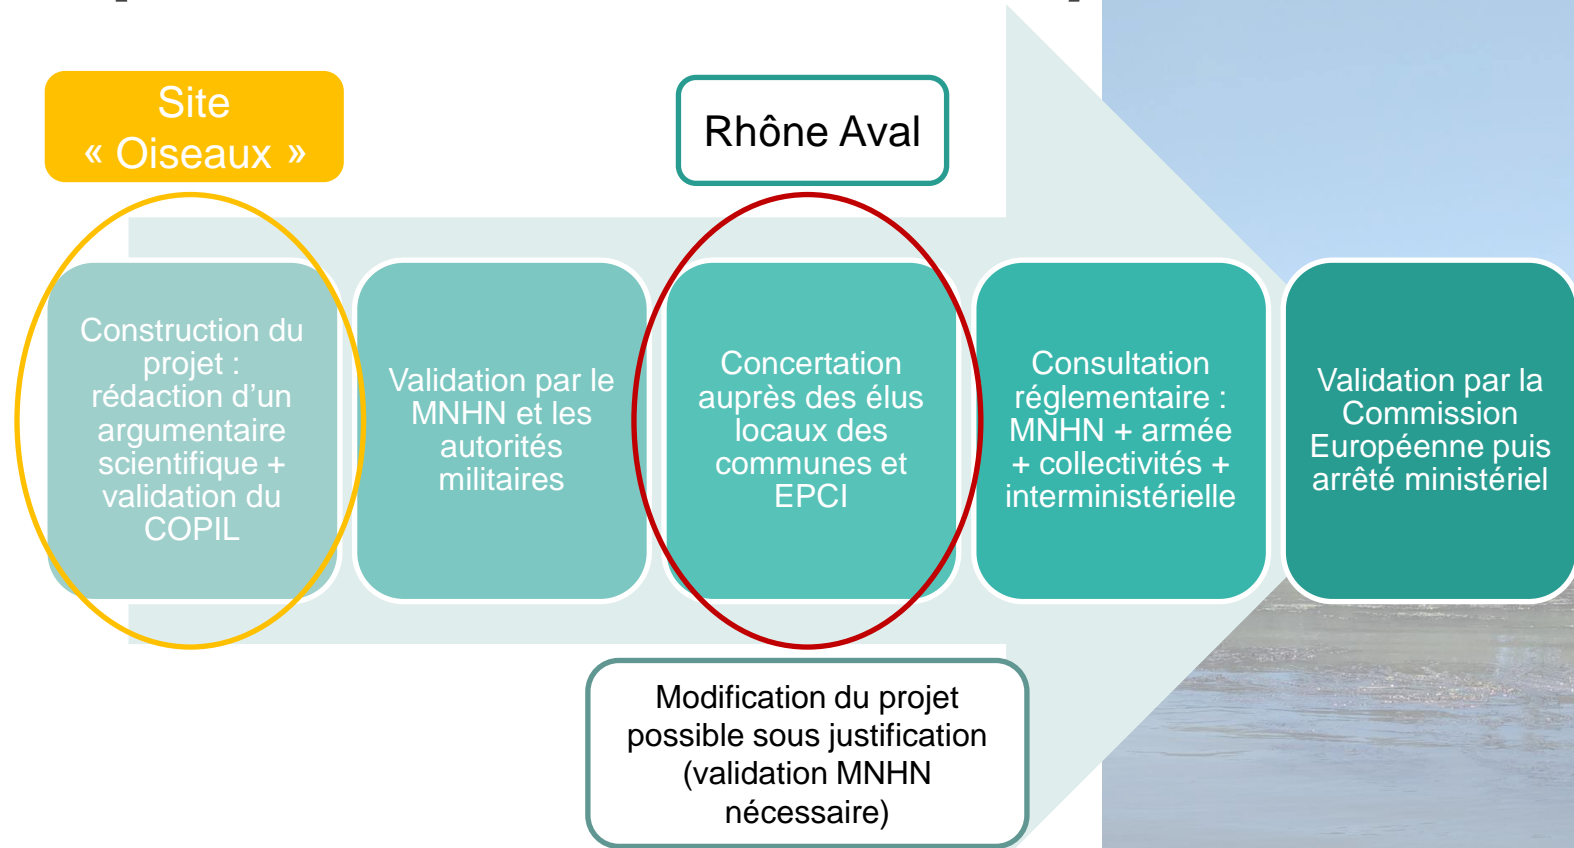 Site
« Oiseaux »
Rhône Aval
Construction du
projet :
rédaction d'un
argumentaire
scientifique +
validation du
COPIL
Validation par le
MNHN et les
autorités
militaires
Concertation
auprès des élus
locaux des
communes et
EPCI
Consultation
réglementaire :
MNHN + armée
+ collectivités +
interministérielle
Validation par la
Commission
Européenne puis
arrêté ministériel
Modification du projet
possible sous justification
(validation MNHN
nécessaire)